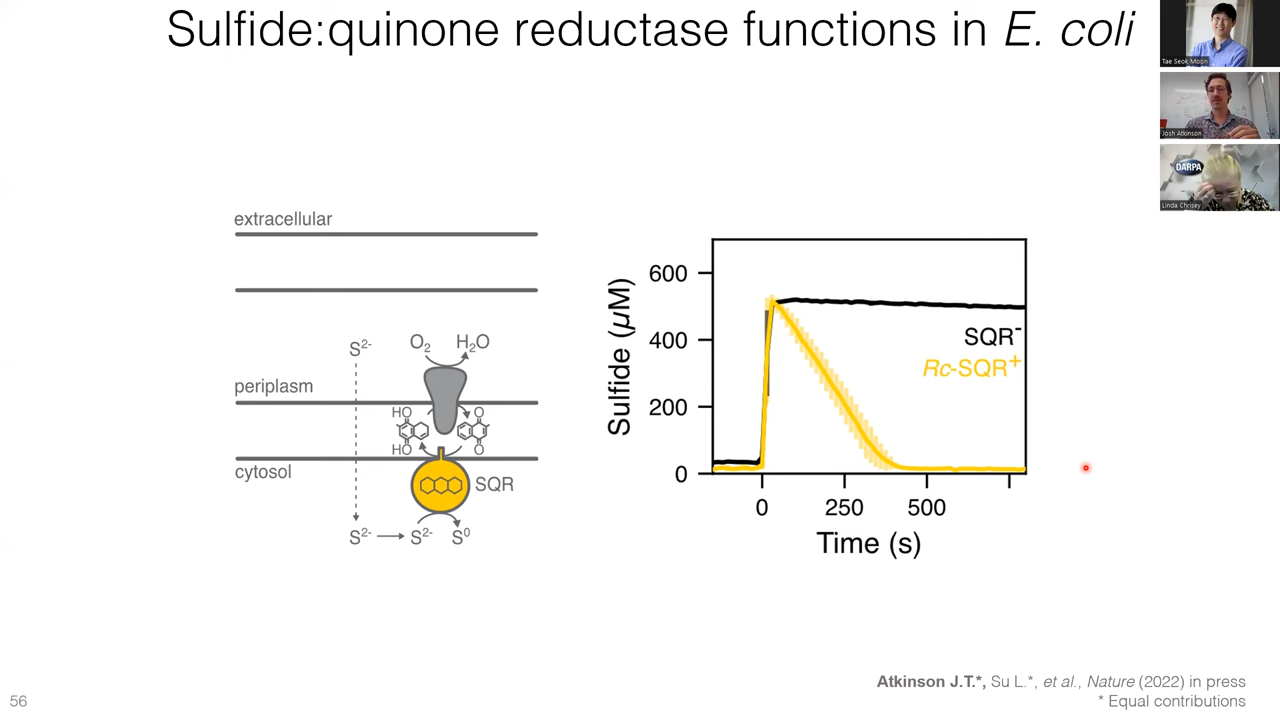 Sulfide:quinone reductase functions in E. coli
Tae Seok Moon
Josh Atkinson
DARPA
Linda Chrisey
extracellular
S²⁻
O₂
H₂O
periplasm
HO
O
HO
O
cytosol
SQR
S²⁻
S²⁻
S⁰
Sulfide (µM)
600
400
200
0
SQR⁻
Rc-SQR⁺
0
250
500
Time (s)
Atkinson J.T.*, Su L.*, et al., Nature (2022) in press
* Equal contributions
56